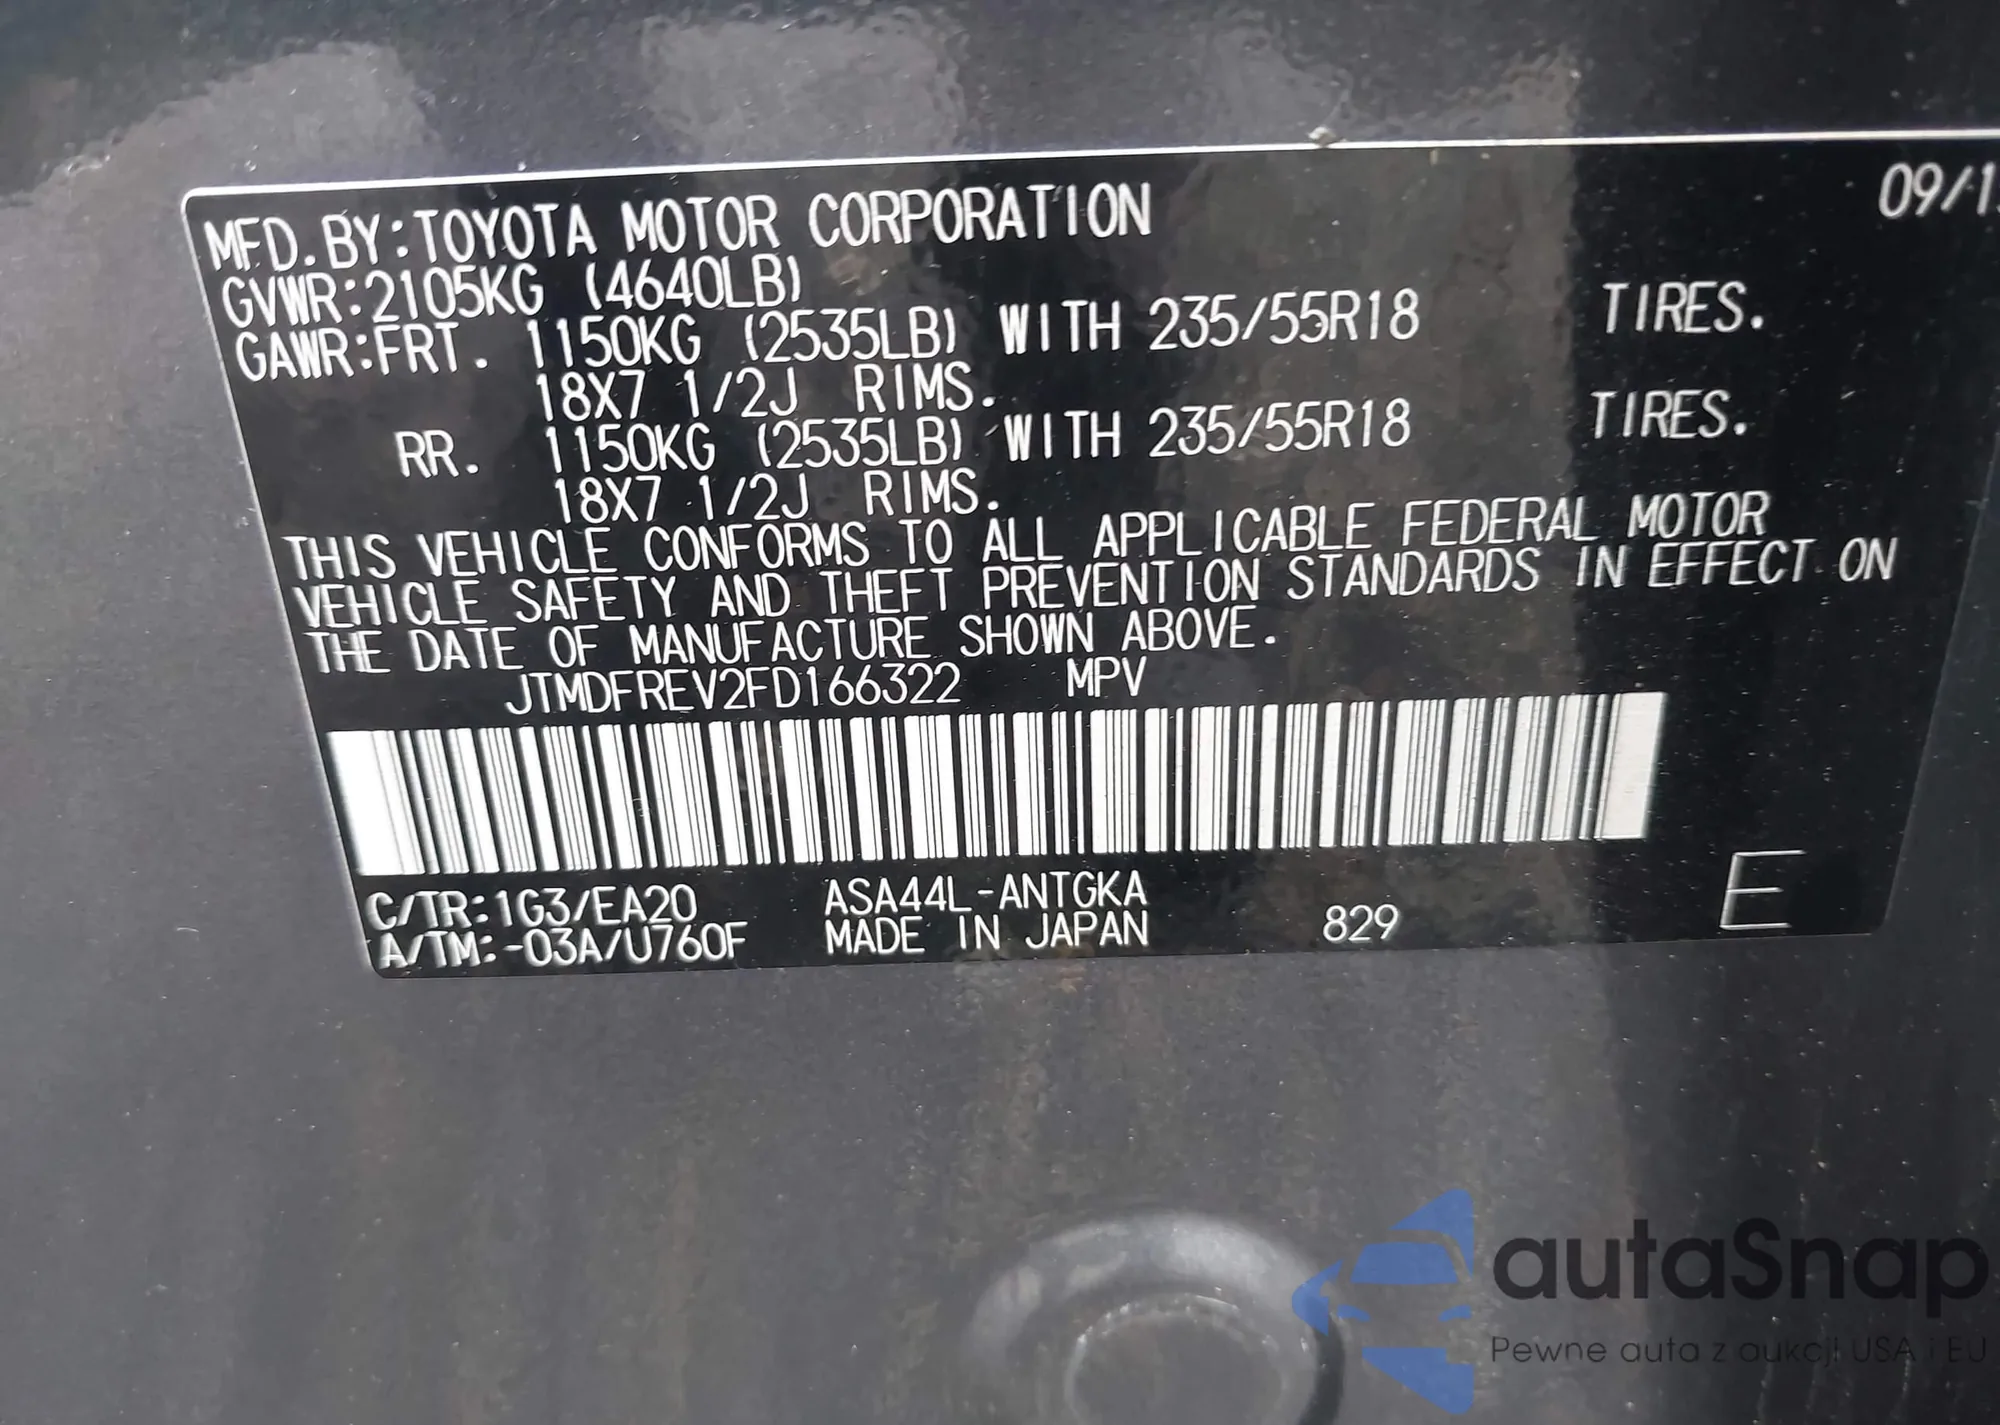 09/1
MFD.BY:TOYOTA MOTOR CORPORATION
GVWR:2105KG (4640LB)
GAWR:FRT. 1150KG (2535LB) WITH 235/55R18 TIRES.
18X7 1/2J RIMS.
RR. 1150KG (2535LB) WITH 235/55R18 TIRES.
18X7 1/2J RIMS.
THIS VEHICLE CONFORMS TO ALL APPLICABLE FEDERAL MOTOR
VEHICLE SAFETY AND THEFT PREVENTION STANDARDS IN EFFECT ON
THE DATE OF MANUFACTURE SHOWN ABOVE.
JTMDFREV2FD166322 MPV
C/TR:1G3/EA20 ASA44L-ANTGKA
A/TM:-03A/U760F MADE IN JAPAN 829 E
autaSnap
Pewne auta z aukcji USA i EU